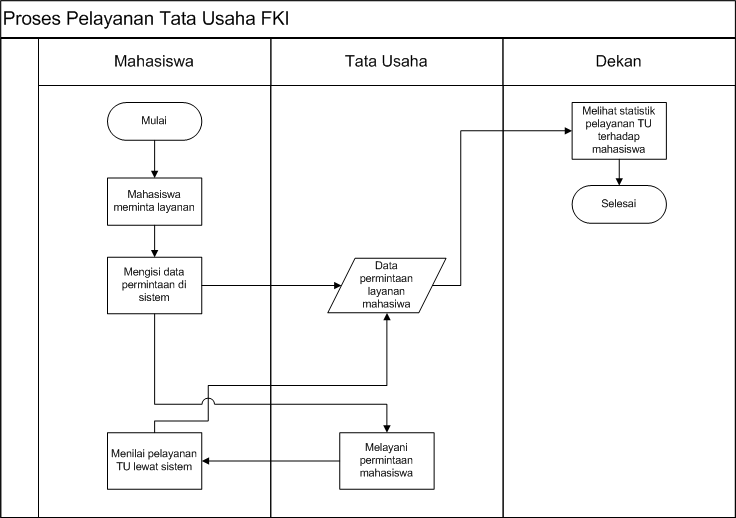 Proses Pelayanan Tata Usaha FKI
Mahasiswa
Tata Usaha
Dekan
Mulai
Mahasiswa
meminta layanan
Mengisi data
permintaan di
sistem
Data
permintaan
layanan
mahasiwa
Melihat statistik
pelayanan TU
terhadap
mahasiswa
Selesai
Menilai pelayanan
TU lewat sistem
Melayani
permintaan
mahasiswa